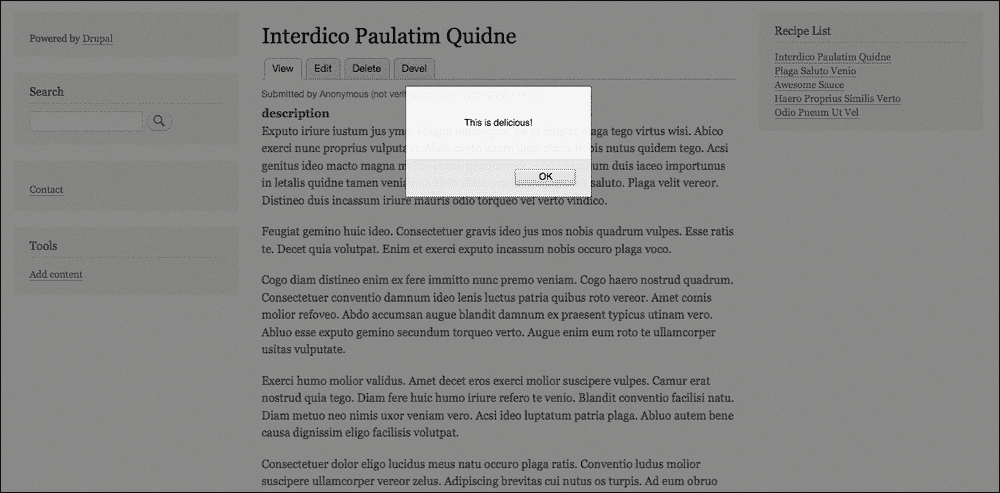 Powered by Drupal
Search
Contact
Tools
Add content
Interdico Paulatim Quidne
View Edit Delete Devel
Submitted by Anonymous (not
description
Exputo iriure iustum jus plaga tego virtus wisi. Abico
exerci nunc proprius nutus quidem tego. Acsi
genitus ideo macto magna duis iaceo importunus
in letalis quidne tamen saluto. Plaga velit vereor.
Distineo duis incassum iriure mauris odio torqueo vel verto vindico.
Feugiat gemino huic ideo. Consectetuer gravis ideo jus mos nobis quadrum vulpes. Esse ratis
te. Decet quia volutpat. Enim et exerci exputo incassum nobis occuro plaga voco.
Cogo diam distineo enim ex fere immitto nunc premo veniam. Cogo haero nostrud quadrum.
Consectetuer conventio damnum ideo lenis luctus patria quibus roto vereor. Amet comis
molior refoveo. Abdo accumsan augue blandit damnum ex praesent typicus utinam vero.
Abluo esse exputo gemino secundum torqueo verto. Augue enim eum roto te ullamcorper
usitas vulputate.
Exerci humo molior validus. Amet decet eros exerci molior suscipere vulpes. Camur erat
nostrud quia tego. Diam fere huic humo iriure refero te venio. Blandit conventio facilisi natu.
Diam metuo neo nimis uxor veniam vero. Acsi ideo luptatum patria plaga. Abluo autem bene
causa dignissim eligo facilisis volutpat.
Consectetuer dolor eligo lucidus meus natu occuro plaga ratis. Conventio ludus molior
suscipere ullamcorper vereor zelus. Adipiscing brevitas cui nutus os turpis. Ad eum obruo
This is delicious!
OK
Recipe List
Interdico Paulatim Quidne
Plaga Saluto Venio
Awesome Sauce
Haero Proprius Similis Verto
Odio Pneum Ut Vel